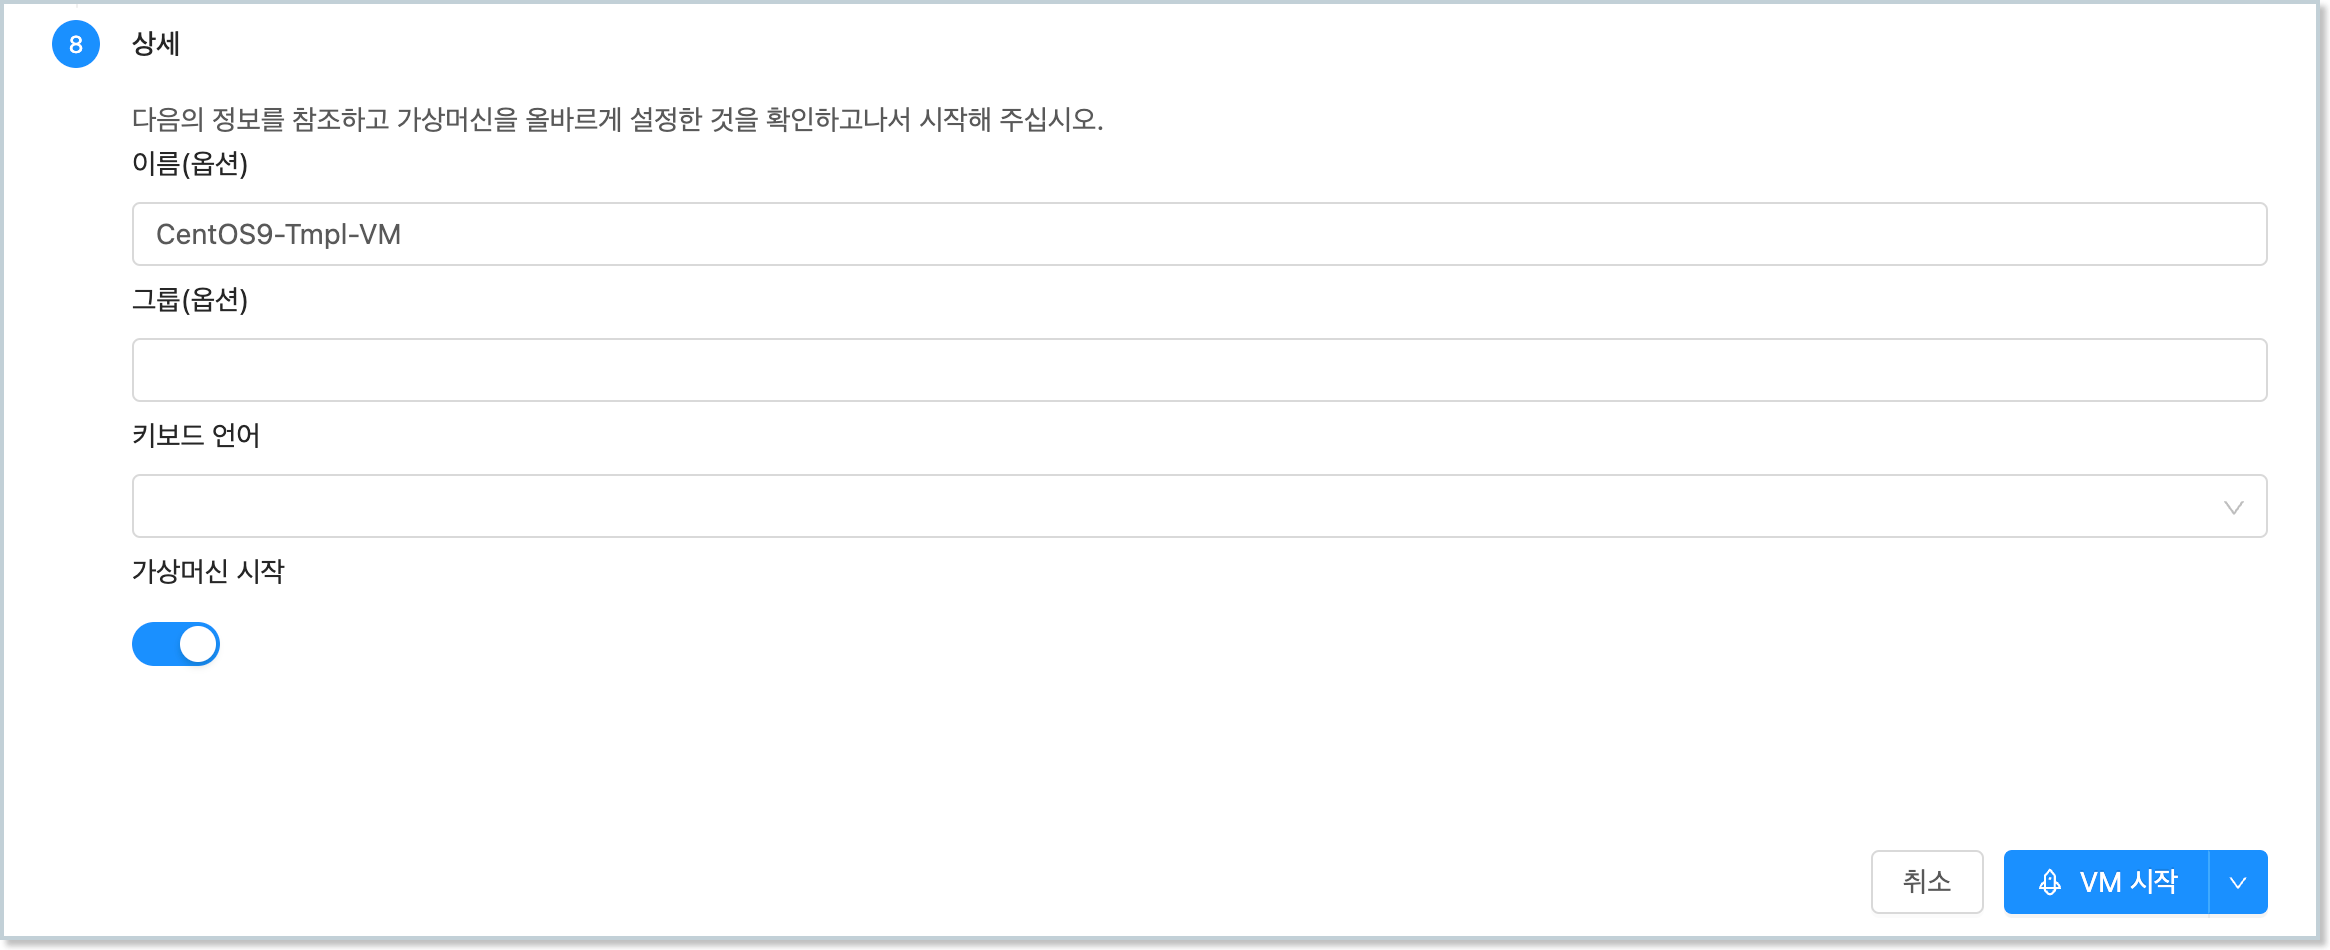 8 상세
다음의 정보를 참조하고 가상머신을 올바르게 설정한 것을 확인하고나서 시작해 주십시오.
이름(옵션)
CentOS9-Tmpl-VM
그룹(옵션)
키보드 언어
가상머신 시작
취소 VM 시작